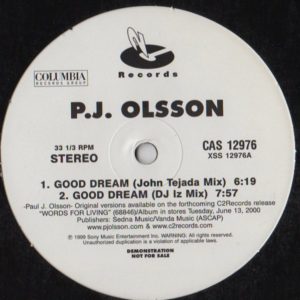 C2
Records
COLUMBIA
RECORDS GROUP
P.J. OLSSON
33 1/3 RPM
STEREO
CAS 12976
XSS 12976A
1. GOOD DREAM (John Tejada Mix) 6:19
2. GOOD DREAM (DJ Iz Mix) 7:57
-Paul J. Olsson- Original versions available on the forthcoming C2Records release
"WORDS FOR LIVING" (68846)/Album in stores Tuesday, June 13, 2000
Publishers: Sedna Music/Vanda Music (ASCAP)
www.pjolsson.com & www.c2records.com
℗ 1999 Sony Music Entertainment Inc. WARNING: All rights reserved.
Unauthorized duplication is a violation of applicable laws.
DEMONSTRATION
NOT FOR SALE